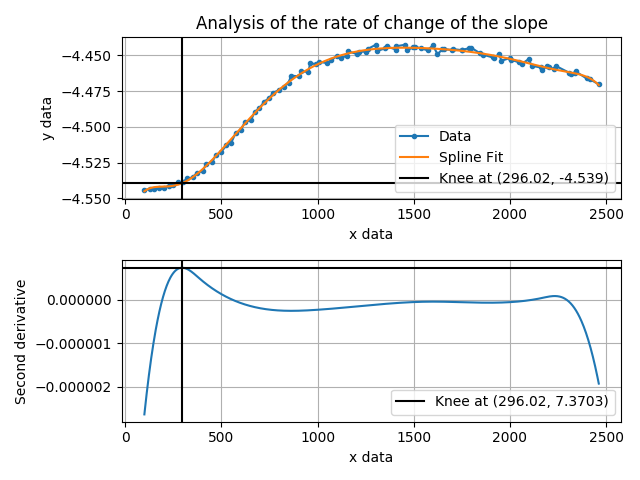 Analysis of the rate of change of the slope
−4.450
−4.475
−4.500
−4.525
−4.550
y data
Data
Spline Fit
Knee at (296.02, -4.539)
0 500 1000 1500 2000 2500
x data
0.000000
−0.000001
−0.000002
Second derivative
Knee at (296.02, 7.3703)
0 500 1000 1500 2000 2500
x data